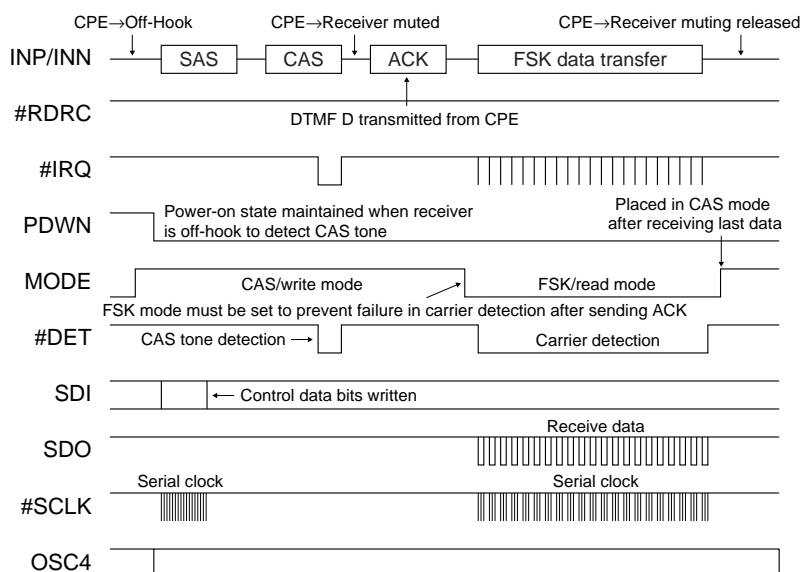 CPE→Off-Hook CPE→Receiver muted CPE→Receiver muting released
INP/INN SAS CAS ACK FSK data transfer
#RDRC
DTMF D transmitted from CPE
#IRQ
Placed in CAS mode
after receiving last data
PDWN
Power-on state maintained when receiver
is off-hook to detect CAS tone
MODE CAS/write mode FSK/read mode
FSK mode must be set to prevent failure in carrier detection after sending ACK
#DET CAS tone detection→ Carrier detection
SDI ←Control data bits written
SDO Receive data
Serial clock Serial clock
#SCLK
OSC4